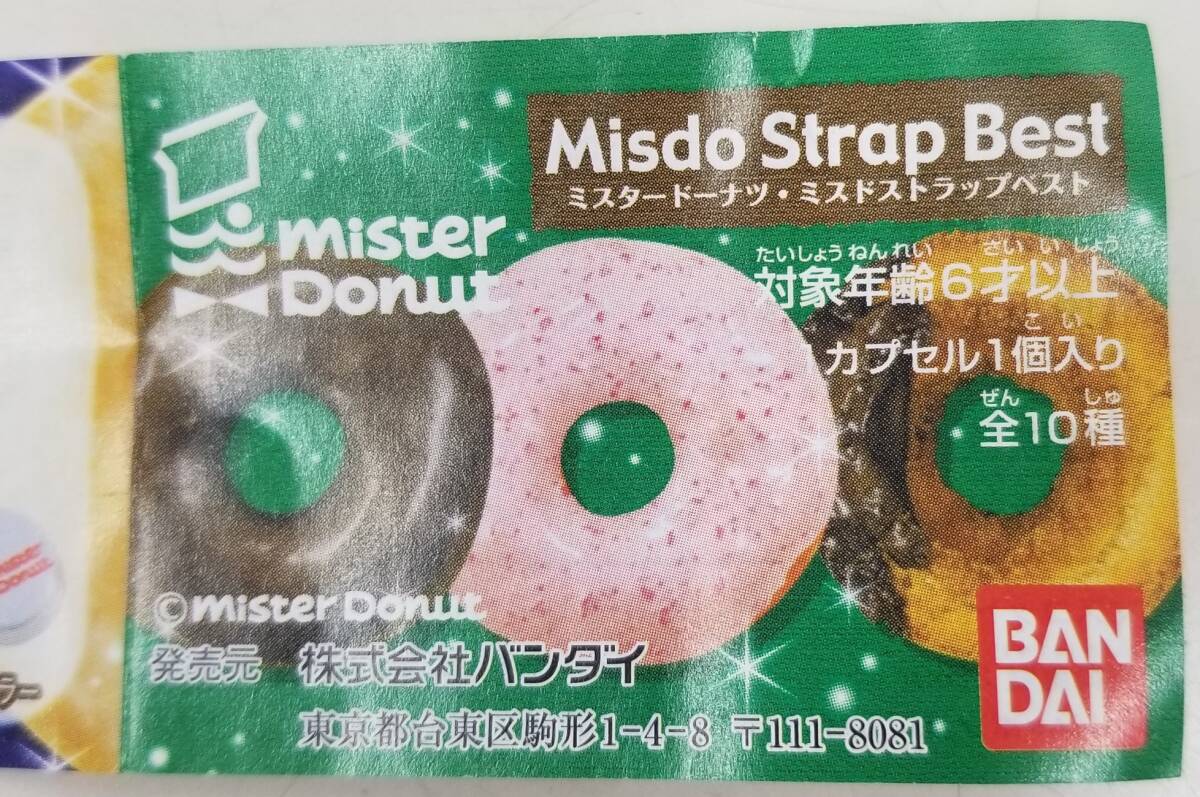 Misdo Strap Best
ミスタードーナツ・ミスドストラップベスト
mister
Donut
たいしょう ねん れい さい い じょう
対象年齢6才以上
こ い
カプセル1個入り
ぜん しゅ
全10種
©mister Donut
発売元 株式会社バンダイ
東京都台東区駒形1-4-8 〒111-8081
BAN
DAI
Donut
ラー